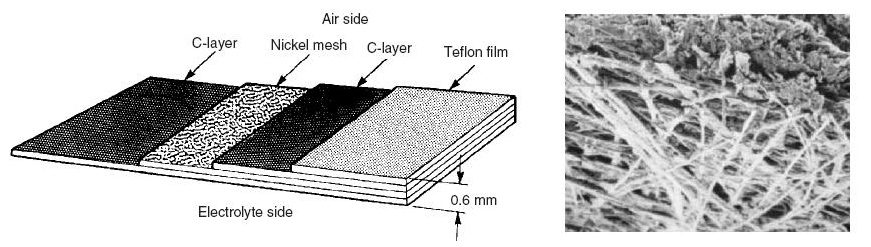 Air side
C-layer
Nickel mesh
C-layer
Teflon film
0.6 mm
Electrolyte side